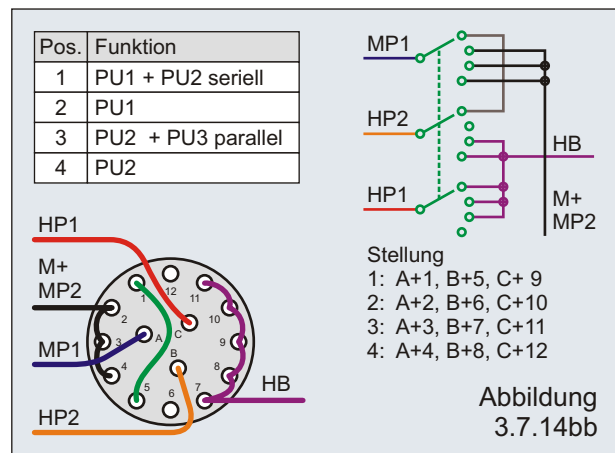 Pos. Funktion
1 PU1 + PU2 seriell
2 PU1
3 PU2 + PU3 parallel
4 PU2
MP1
HP2
HB
HP1
M+
MP2
Stellung
1: A+1, B+5, C+ 9
2: A+2, B+6, C+10
3: A+3, B+7, C+11
4: A+4, B+8, C+12
HP1
M+
MP2
MP1
HP2
HB
12
1
11
2
C
10
3
A
9
B
4
8
5
6
7
Abbildung
3.7.14bb